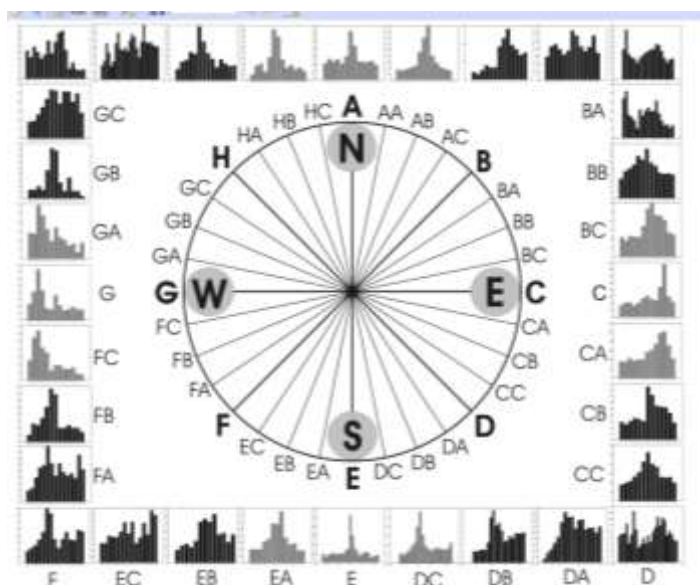 GC
HC A AA
BA
HB AB
HA AC
GB
N
H B
BB
GC BA
GA
GB BB
BC
GA BC
G G W E C C
FC
FC CA
CA
FB CB
FB
FA CC
CB
F S D
EC DA
FA
EB DB
CC
EA DC
E
F EC EB EA E DC DB DA D